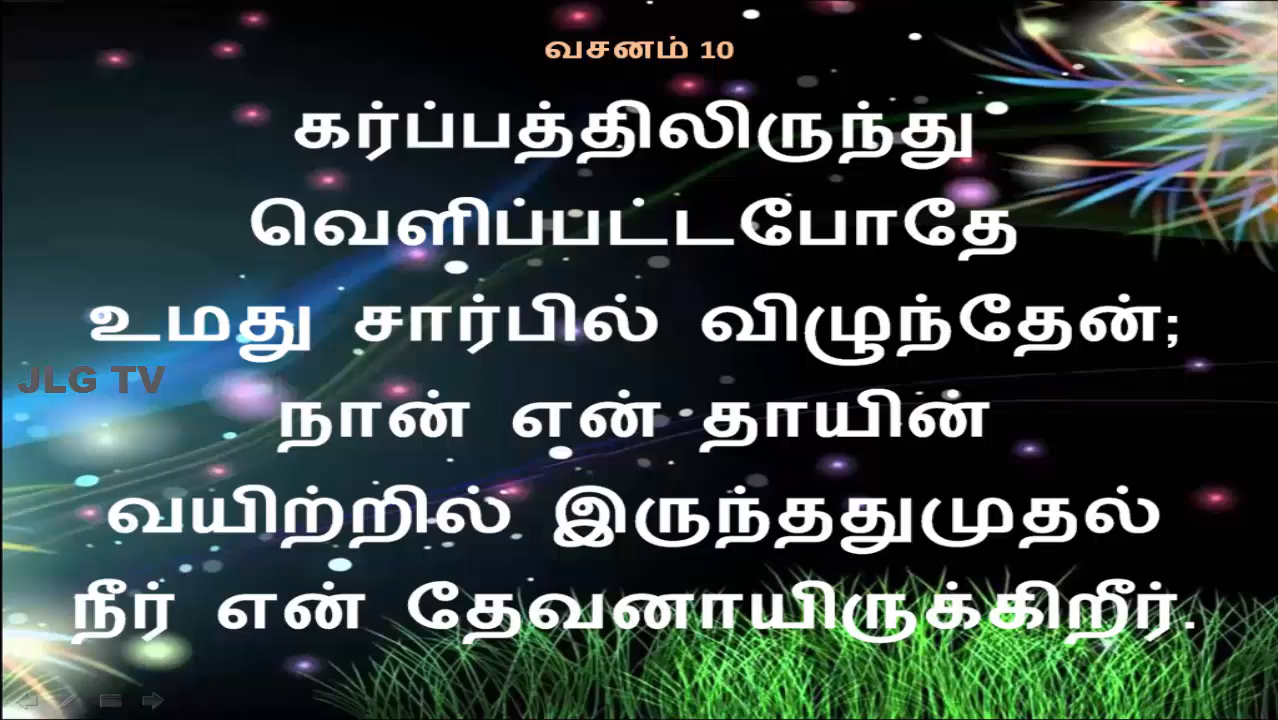 வசனம் 10
கர்ப்பத்திலிருந்து
வெளிப்பட்டபோதே
உமது சார்பில் விழுந்தேன்;
JLG TV
நான் என் தாயின்
வயிற்றில் இருந்ததுமுதல்
நீர் என் தேவனாயிருக்கிறீர்.